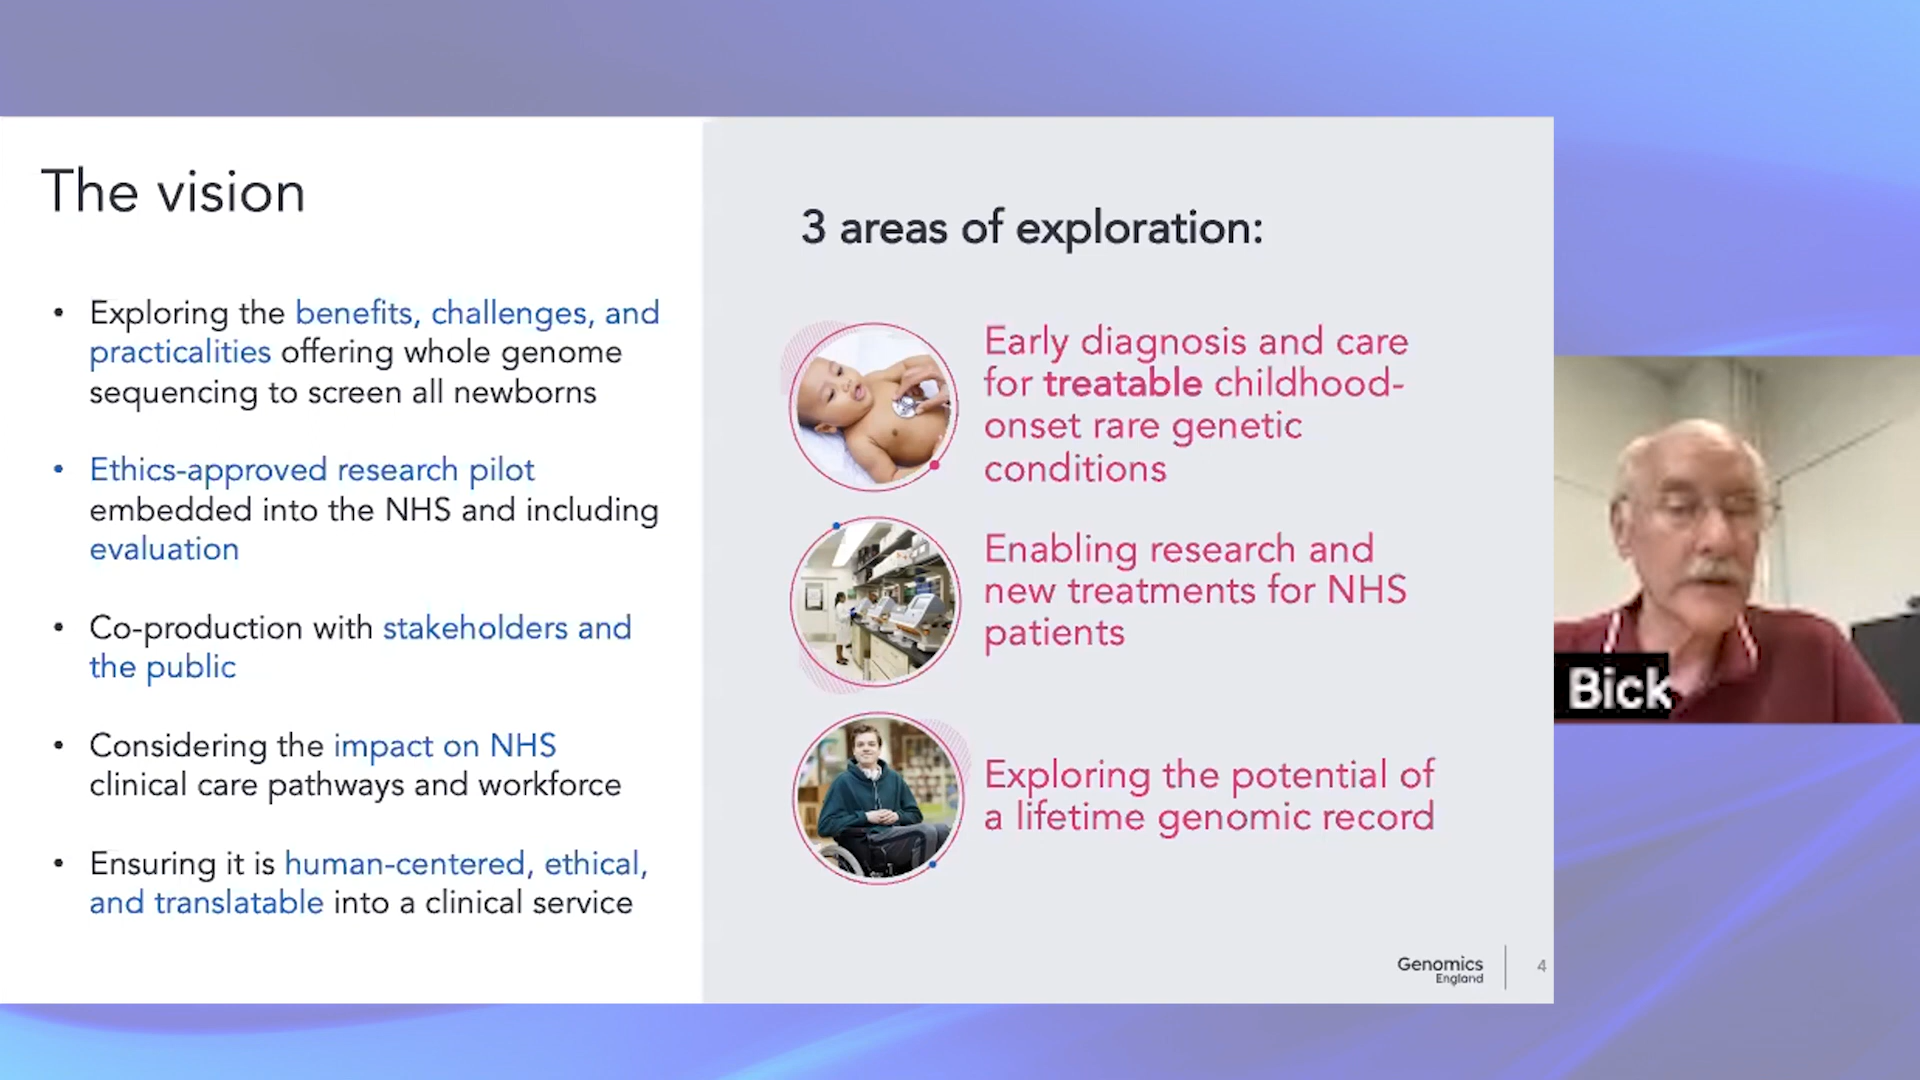 The vision
• Exploring the benefits, challenges, and
practicalities offering whole genome
sequencing to screen all newborns
• Ethics-approved research pilot
embedded into the NHS and including
evaluation
• Co-production with stakeholders and
the public
• Considering the impact on NHS
clinical care pathways and workforce
• Ensuring it is human-centered, ethical,
and translatable into a clinical service
3 areas of exploration:
Early diagnosis and care
for treatable childhood-
onset rare genetic
conditions
Enabling research and
new treatments for NHS
patients
Exploring the potential of
a lifetime genomic record
Genomics
England
4
Bick